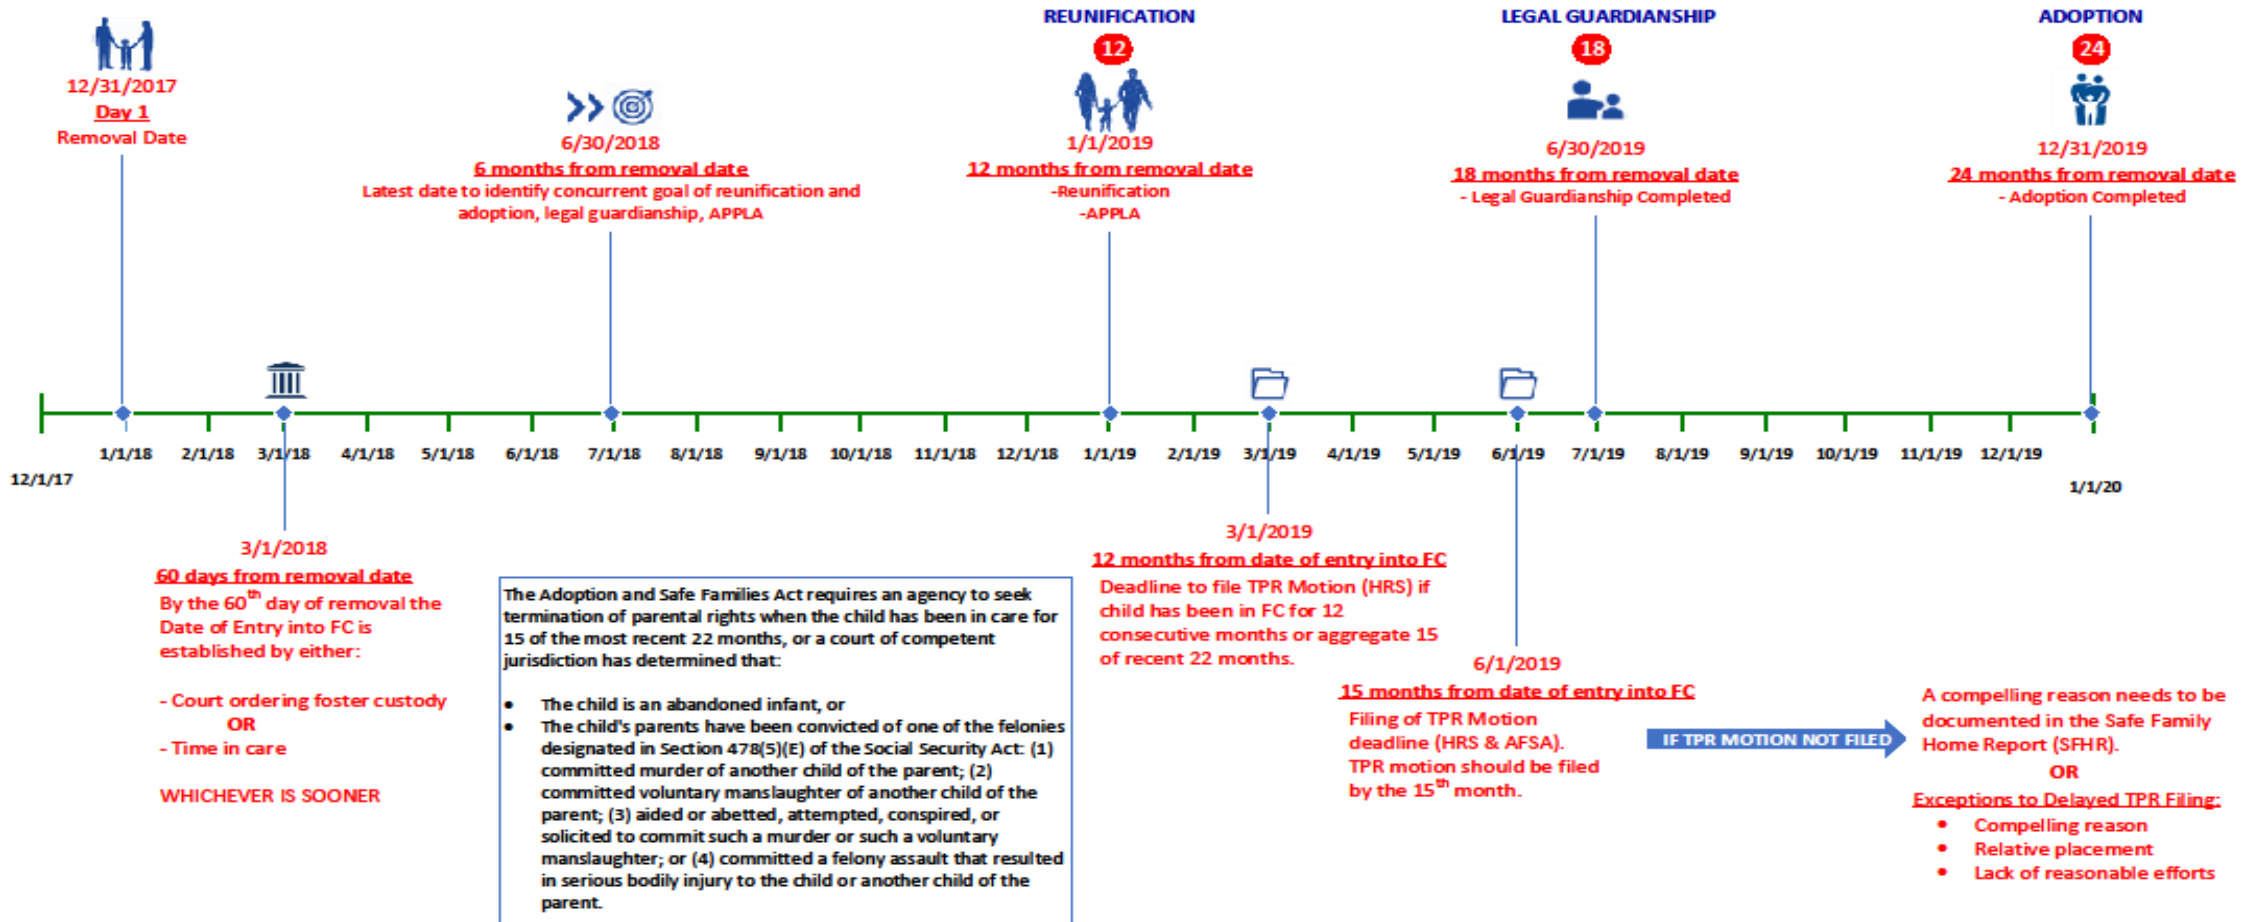 REUNIFICATION
12
LEGAL GUARDIANSHIP
18
ADOPTION
24
12/31/2017
Day 1
Removal Date
6/30/2018
6 months from removal date
Latest date to identify concurrent goal of reunification and
adoption, legal guardianship, APPLA
1/1/2019
12 months from removal date
-Reunification
-APPLA
6/30/2019
18 months from removal date
- Legal Guardianship Completed
12/31/2019
24 months from removal date
- Adoption Completed
12/1/17
1/1/18
2/1/18
3/1/18
4/1/18
5/1/18
6/1/18
7/1/18
8/1/18
9/1/18
10/1/18
11/1/18
12/1/18
1/1/19
2/1/19
3/1/19
4/1/19
5/1/19
6/1/19
7/1/19
8/1/19
9/1/19
10/1/19
11/1/19
12/1/19
1/1/20
3/1/2018
60 days from removal date
By the 60th day of removal the
Date of Entry into FC is
established by either:
- Court ordering foster custody
OR
- Time in care
WHICHEVER IS SOONER
The Adoption and Safe Families Act requires an agency to seek
termination of parental rights when the child has been in care for
15 of the most recent 22 months, or a court of competent
jurisdiction has determined that:
• The child is an abandoned infant, or
• The child's parents have been convicted of one of the felonies
designated in Section 478(5)(E) of the Social Security Act: (1)
committed murder of another child of the parent; (2)
committed voluntary manslaughter of another child of the
parent; (3) aided or abetted, attempted, conspired, or
solicited to commit such a murder or such a voluntary
manslaughter; or (4) committed a felony assault that resulted
in serious bodily injury to the child or another child of the
parent.
3/1/2019
12 months from date of entry into FC
Deadline to file TPR Motion (HRS) if
child has been in FC for 12
consecutive months or aggregate 15
of recent 22 months.
6/1/2019
15 months from date of entry into FC
Filing of TPR Motion
deadline (HRS & AFSA).
TPR motion should be filed
by the 15th month.
IF TPR MOTION NOT FILED
A compelling reason needs to be
documented in the Safe Family
Home Report (SFHR).
OR
Exceptions to Delayed TPR Filing:
• Compelling reason
• Relative placement
• Lack of reasonable efforts